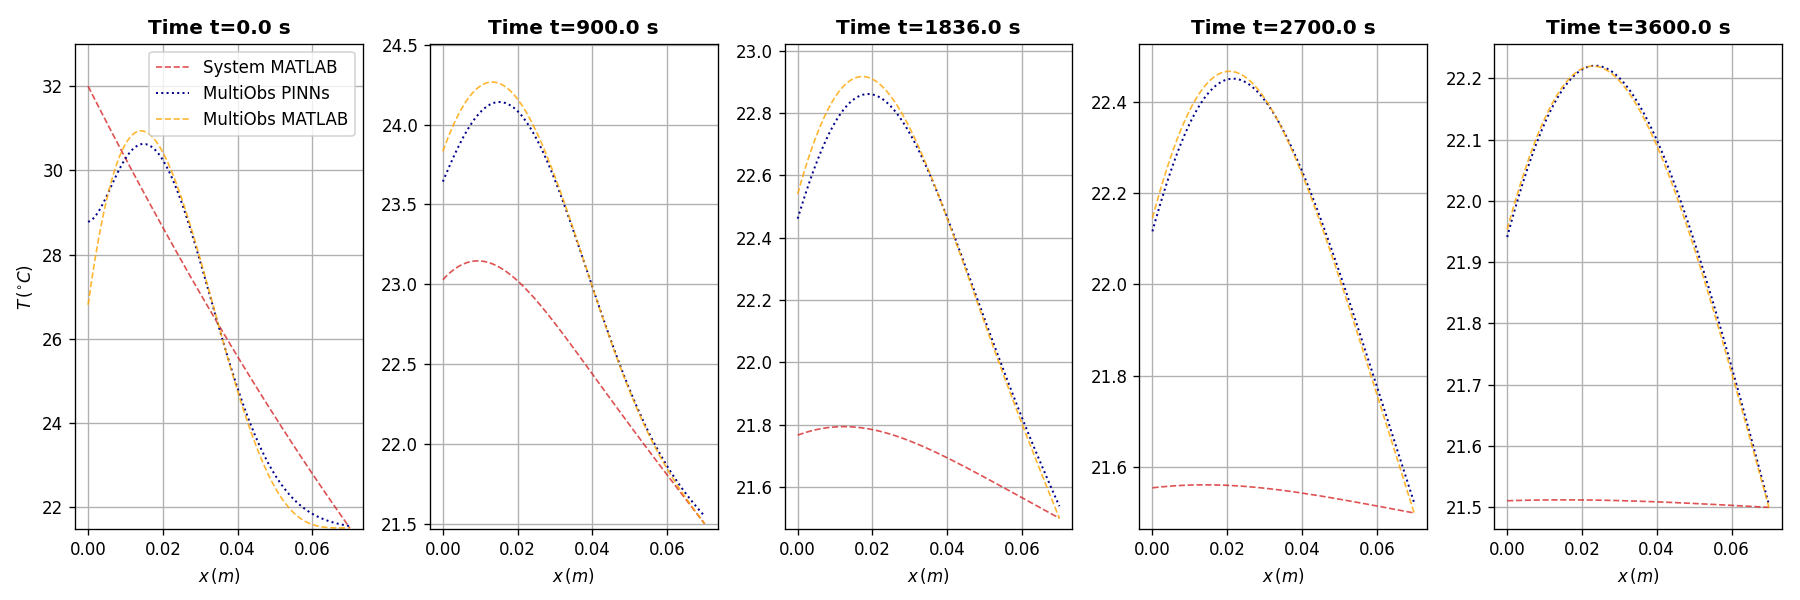 Time t=0.0 s
Time t=900.0 s
Time t=1836.0 s
Time t=2700.0 s
Time t=3600.0 s
System MATLAB
MultiObs PINNs
MultiObs MATLAB
T (°C)
32
30
28
26
24
22
0.00 0.02 0.04 0.06
x (m)
24.5
24.0
23.5
23.0
22.5
22.0
21.5
0.00 0.02 0.04 0.06
x (m)
23.0
22.8
22.6
22.4
22.2
22.0
21.8
21.6
0.00 0.02 0.04 0.06
x (m)
22.4
22.2
22.0
21.8
21.6
0.00 0.02 0.04 0.06
x (m)
22.2
22.1
22.0
21.9
21.8
21.7
21.6
21.5
0.00 0.02 0.04 0.06
x (m)